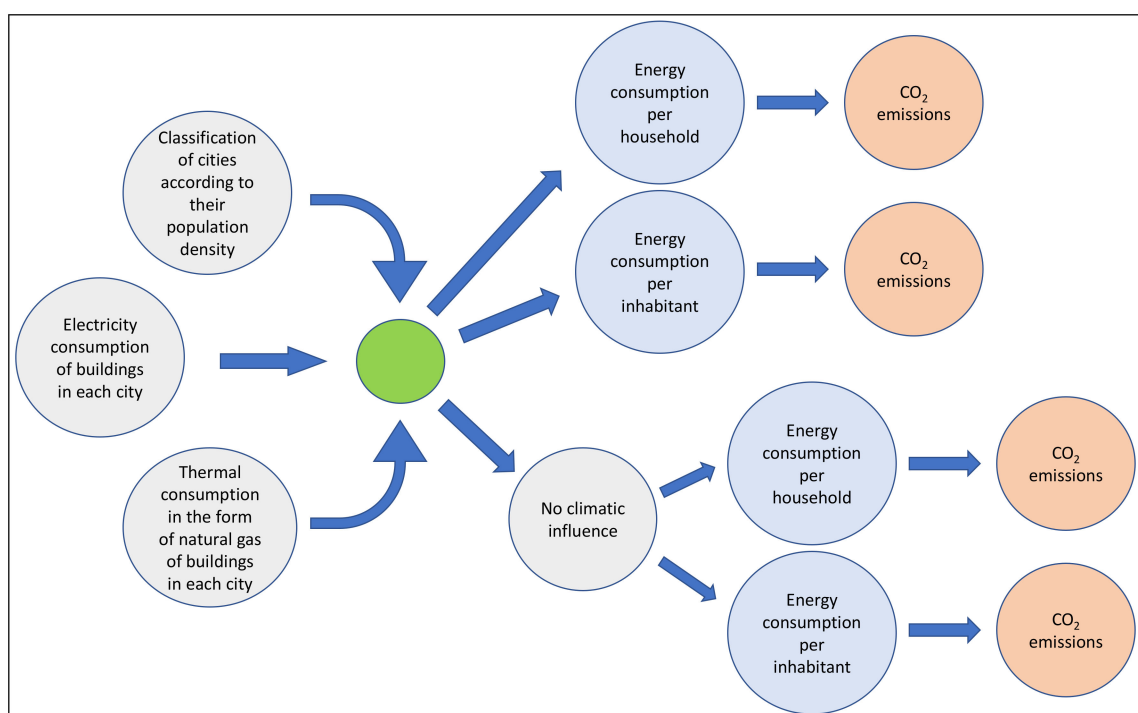 Classification
of cities
according to
their
population
density
Electricity
consumption
of buildings
in each city
Thermal
consumption
in the form
of natural gas
of buildings
in each city
Energy
consumption
per
household
CO₂
emissions
Energy
consumption
per
inhabitant
CO₂
emissions
No climatic
influence
Energy
consumption
per
household
CO₂
emissions
Energy
consumption
per
inhabitant
CO₂
emissions